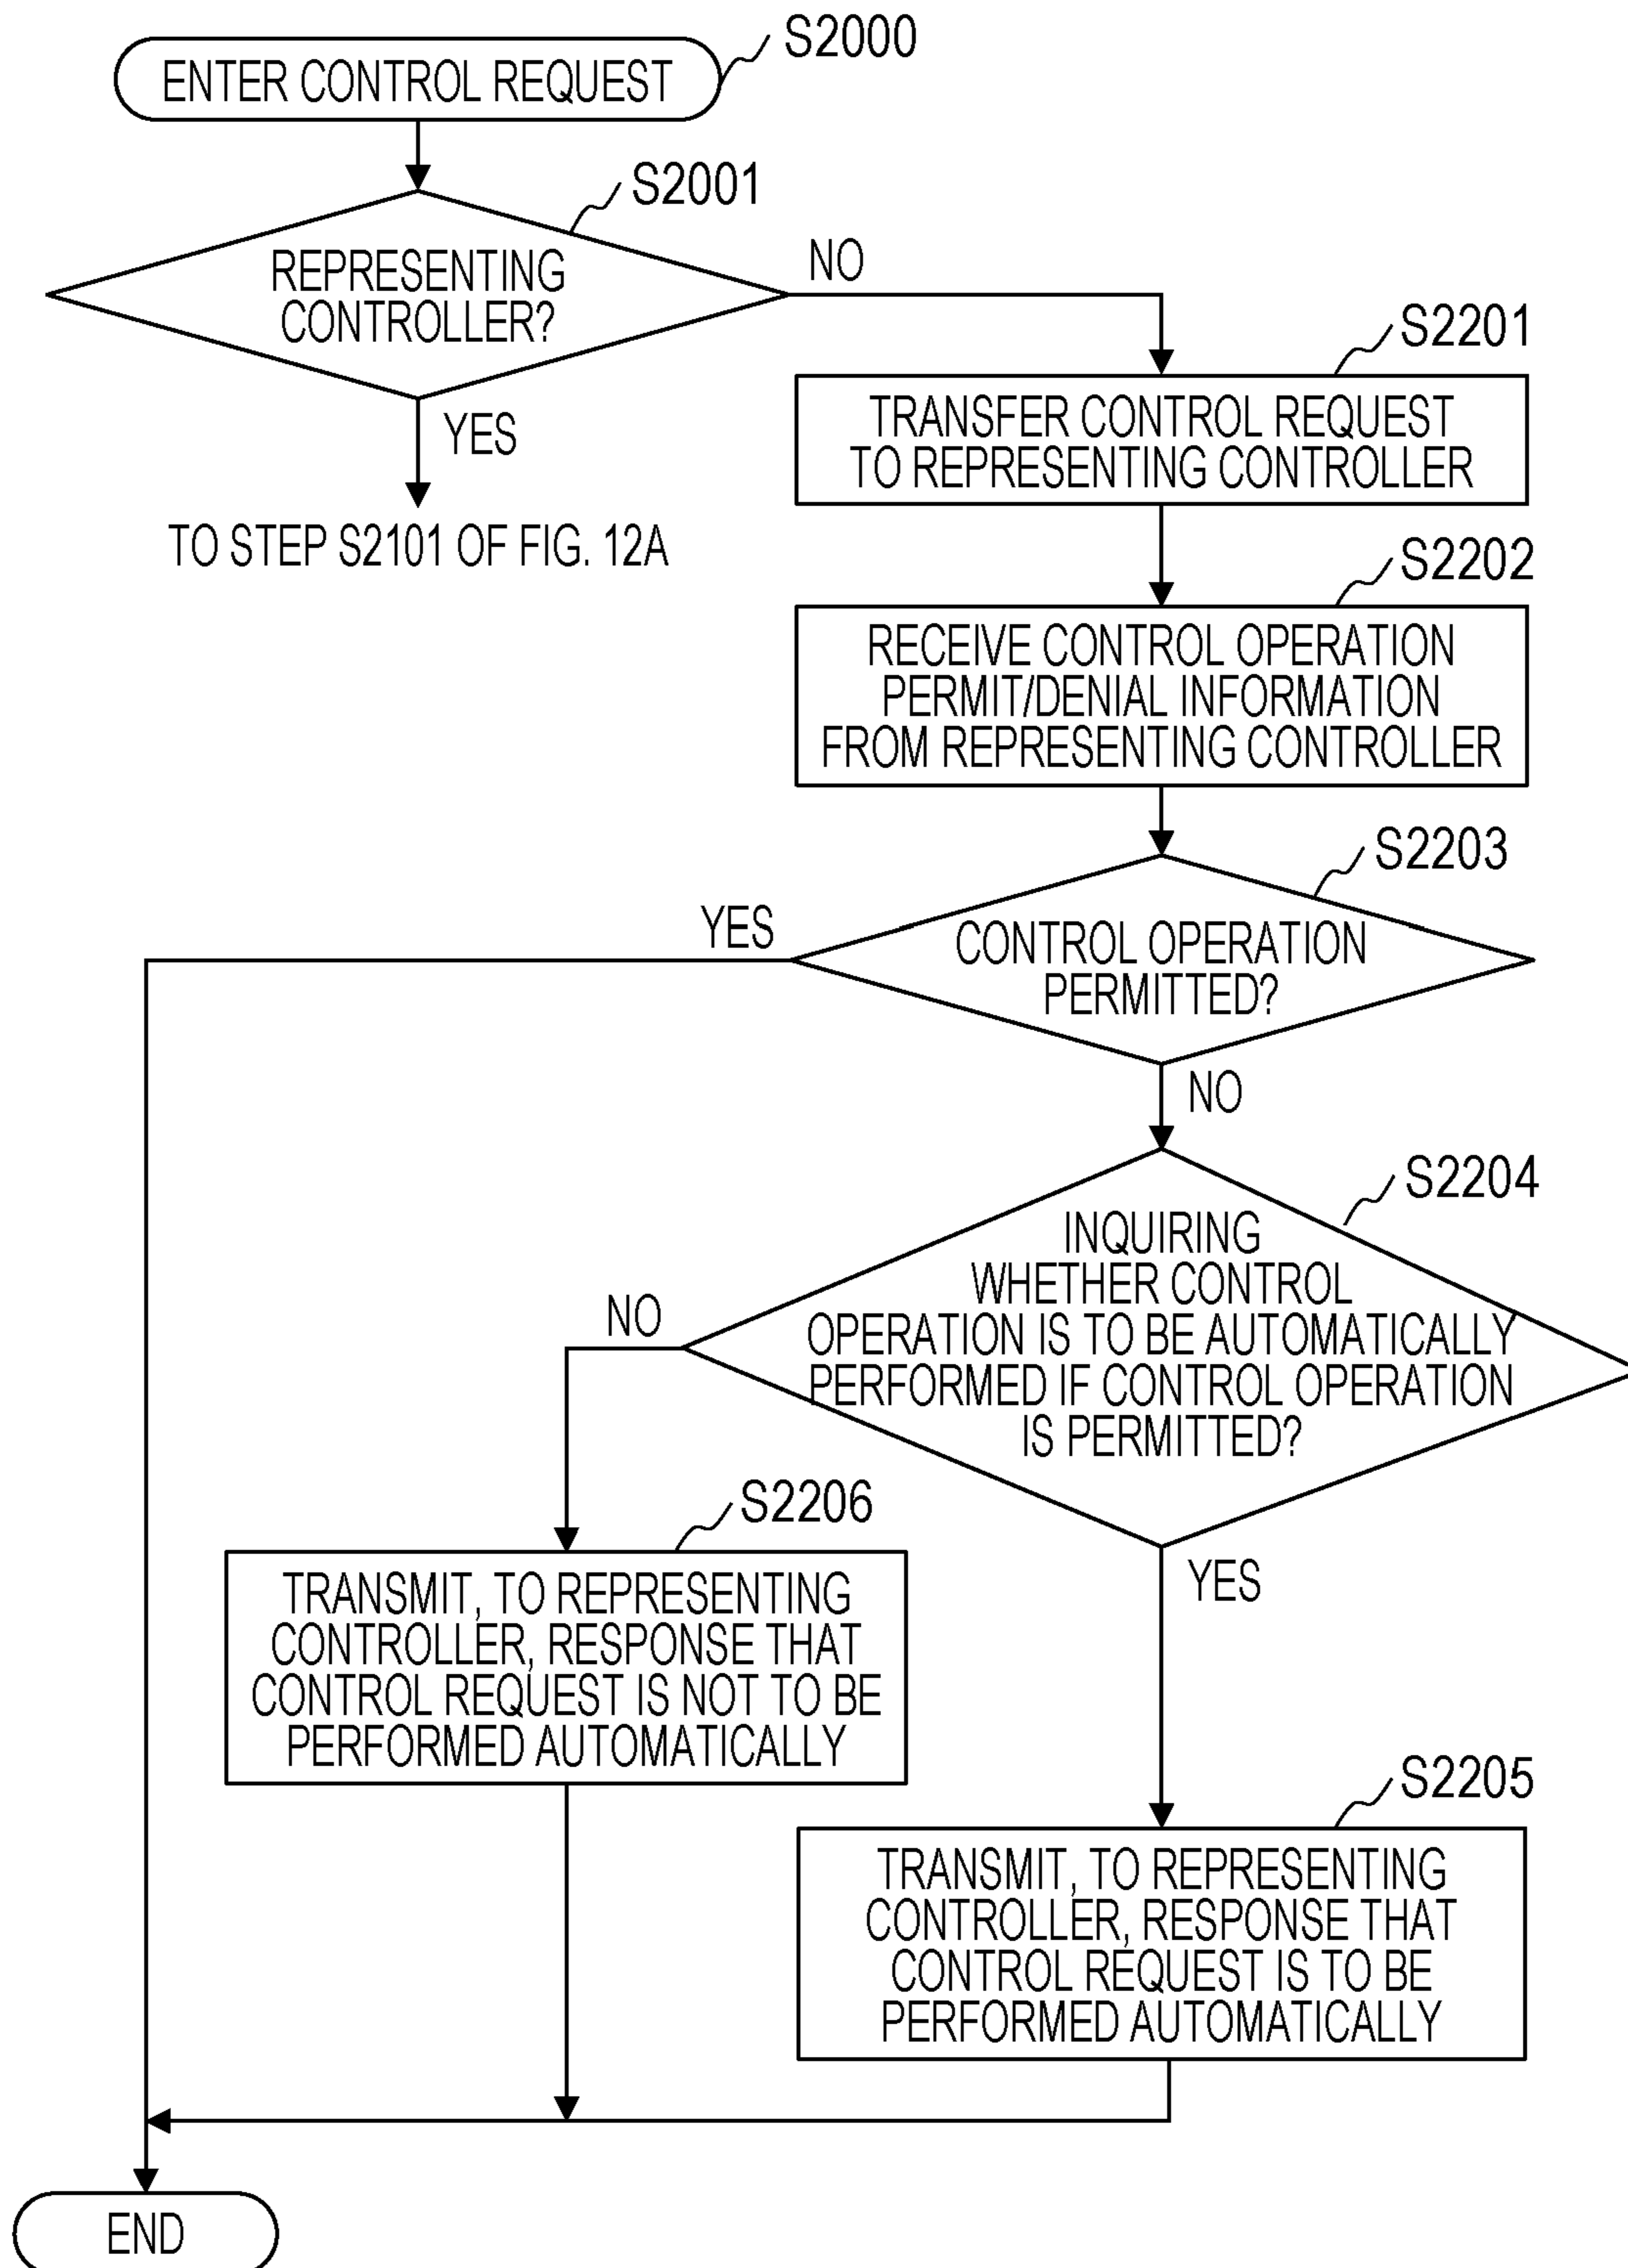 S2000
ENTER CONTROL REQUEST
S2001
REPRESENTING
CONTROLLER?
NO
YES
TO STEP S2101 OF FIG. 12A
S2201
TRANSFER CONTROL REQUEST
TO REPRESENTING CONTROLLER
S2202
RECEIVE CONTROL OPERATION
PERMIT/DENIAL INFORMATION
FROM REPRESENTING CONTROLLER
S2203
YES
CONTROL OPERATION
PERMITTED?
NO
S2204
INQUIRING
WHETHER CONTROL
OPERATION IS TO BE AUTOMATICALLY
PERFORMED IF CONTROL OPERATION
IS PERMITTED?
NO
YES
S2206
TRANSMIT, TO REPRESENTING
CONTROLLER, RESPONSE THAT
CONTROL REQUEST IS NOT TO BE
PERFORMED AUTOMATICALLY
S2205
TRANSMIT, TO REPRESENTING
CONTROLLER, RESPONSE THAT
CONTROL REQUEST IS TO BE
PERFORMED AUTOMATICALLY
END